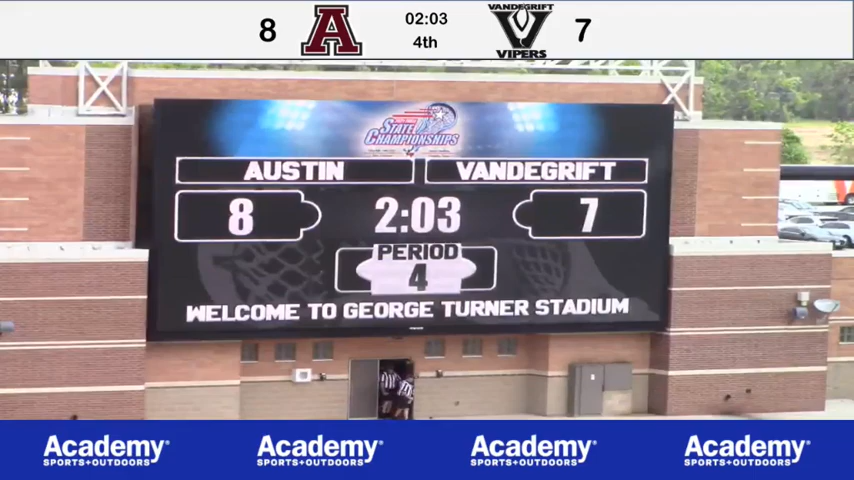 8 A 02:03 4th VANDEGRIFT V VIPERS 7
STATE
CHAMPIONSHIPS
AUSTIN VANDEGRIFT
8 2:03 7
PERIOD
4
WELCOME TO GEORGE TURNER STADIUM
Academy Academy Academy Academy
SPORTS+OUTDOORS SPORTS+OUTDOORS SPORTS+OUTDOORS SPORTS+OUTDOORS